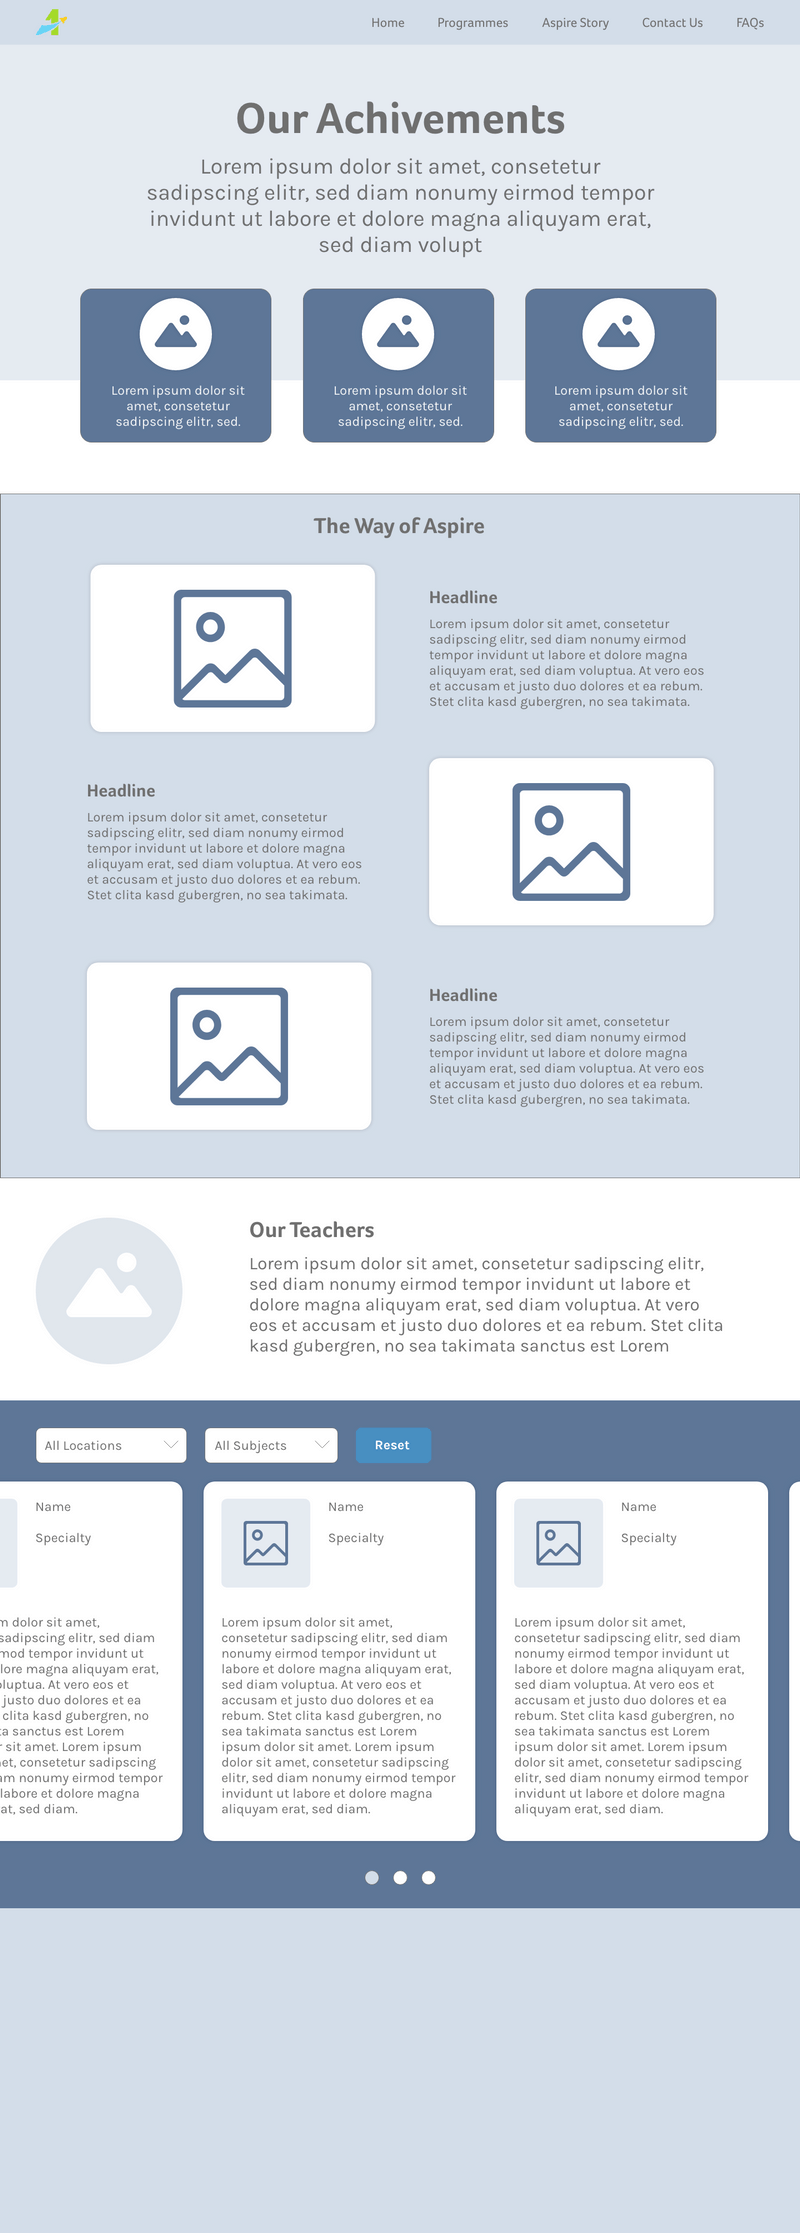 Home Programmes Aspire Story Contact Us FAQs
Our Achivements
Lorem ipsum dolor sit amet, consetetur
sadipscing elitr, sed diam nonumy eirmod tempor
invidunt ut labore et dolore magna aliquyam erat,
sed diam volupt
Lorem ipsum dolor sit
amet, consetetur
sadipscing elitr, sed.
Lorem ipsum dolor sit
amet, consetetur
sadipscing elitr, sed.
Lorem ipsum dolor sit
amet, consetetur
sadipscing elitr, sed.
The Way of Aspire
Headline
Lorem ipsum dolor sit amet, consetetur
sadipscing elitr, sed diam nonumy eirmod
tempor invidunt ut labore et dolore magna
aliquyam erat, sed diam voluptua. At vero eos
et accusam et justo duo dolores et ea rebum.
Stet clita kasd gubergren, no sea takimata.
Headline
Lorem ipsum dolor sit amet, consetetur
sadipscing elitr, sed diam nonumy eirmod
tempor invidunt ut labore et dolore magna
aliquyam erat, sed diam voluptua. At vero eos
et accusam et justo duo dolores et ea rebum.
Stet clita kasd gubergren, no sea takimata.
Headline
Lorem ipsum dolor sit amet, consetetur
sadipscing elitr, sed diam nonumy eirmod
tempor invidunt ut labore et dolore magna
aliquyam erat, sed diam voluptua. At vero eos
et accusam et justo duo dolores et ea rebum.
Stet clita kasd gubergren, no sea takimata.
Our Teachers
Lorem ipsum dolor sit amet, consetetur sadipscing elitr,
sed diam nonumy eirmod tempor invidunt ut labore et
dolore magna aliquyam erat, sed diam voluptua. At vero
eos et accusam et justo duo dolores et ea rebum. Stet clita
kasd gubergren, no sea takimata sanctus est Lorem
All Locations
All Subjects
Reset
Name
Specialty
dolor sit amet,
sadipscing elitr, sed diam
tempor invidunt ut
magna aliquyam erat,
At vero eos et
justo duo dolores et ea
clita kasd gubergren, no
sanctus est Lorem
sit amet. Lorem ipsum
consetetur sadipscing
nonumy eirmod tempor
labore et dolore magna
sed diam.
Name
Specialty
Lorem ipsum dolor sit amet,
consetetur sadipscing elitr, sed diam
nonumy eirmod tempor invidunt ut
labore et dolore magna aliquyam erat,
sed diam voluptua. At vero eos et
accusam et justo duo dolores et ea
rebum. Stet clita kasd gubergren, no
sea takimata sanctus est Lorem
ipsum dolor sit amet. Lorem ipsum
dolor sit amet, consetetur sadipscing
elitr, sed diam nonumy eirmod tempor
invidunt ut labore et dolore magna
aliquyam erat, sed diam.
Name
Specialty
Lorem ipsum dolor sit amet,
consetetur sadipscing elitr, sed diam
nonumy eirmod tempor invidunt ut
labore et dolore magna aliquyam erat,
sed diam voluptua. At vero eos et
accusam et justo duo dolores et ea
rebum. Stet clita kasd gubergren, no
sea takimata sanctus est Lorem
ipsum dolor sit amet. Lorem ipsum
dolor sit amet, consetetur sadipscing
elitr, sed diam nonumy eirmod tempor
invidunt ut labore et dolore magna
aliquyam erat, sed diam.